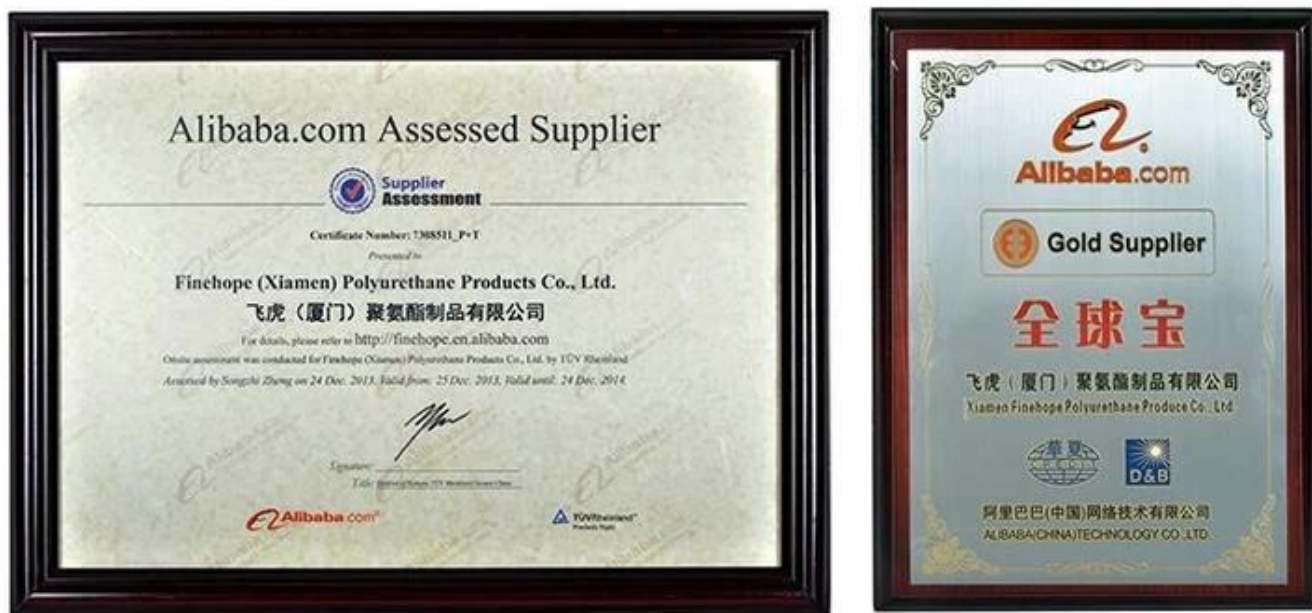 Alibaba.com Assessed Supplier
Supplier
Assessment
Certificate Number: 7308511_P+T
Presented to
Finehope (Xiamen) Polyurethane Products Co., Ltd.
飞虎（厦门）聚氨酯制品有限公司
For details, please refer to http://finehope.en.alibaba.com
Onsite assessment was conducted for Finehope (Xiamen) Polyurethane Products Co., Ltd. by TÜV Rheinland
Assessed by Songzhi Zheng on 24 Dec. 2013, Valid from: 25 Dec. 2013, Valid until: 24 Dec. 2014
Signature:
Title:
Alibaba.com®
TÜVRheinland®
Precisely Right.
Alibaba.com
Gold Supplier
全球宝
飞虎（厦门）聚氨酯制品有限公司
Xiamen Finehope Polyurethane Produce Co., Ltd
華夏
D&B
阿里巴巴(中国)网络技术有限公司
ALIBABA(CHINA)TECHNOLOGY CO.,LTD.